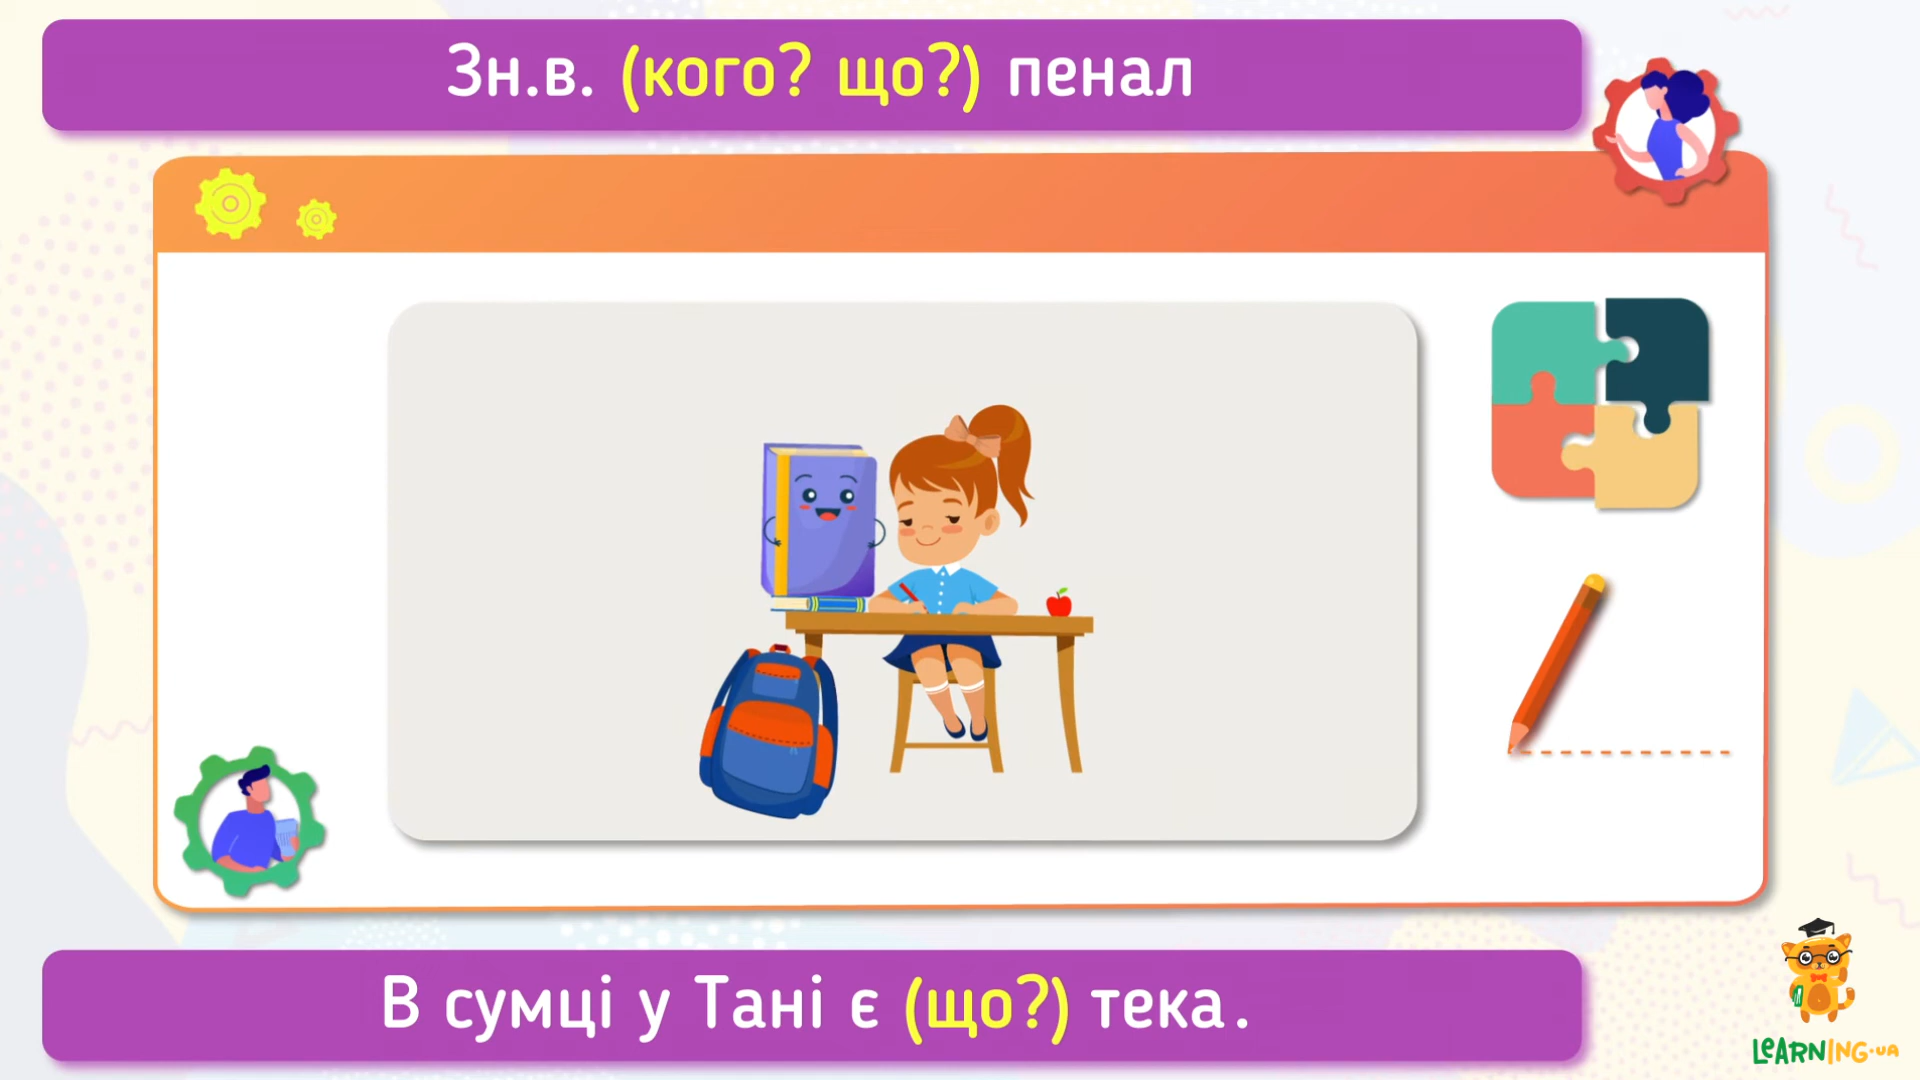 Зн.в. (кого? що?) пенал
В сумці у Тані є (що?) тека.
LEARNING.UA